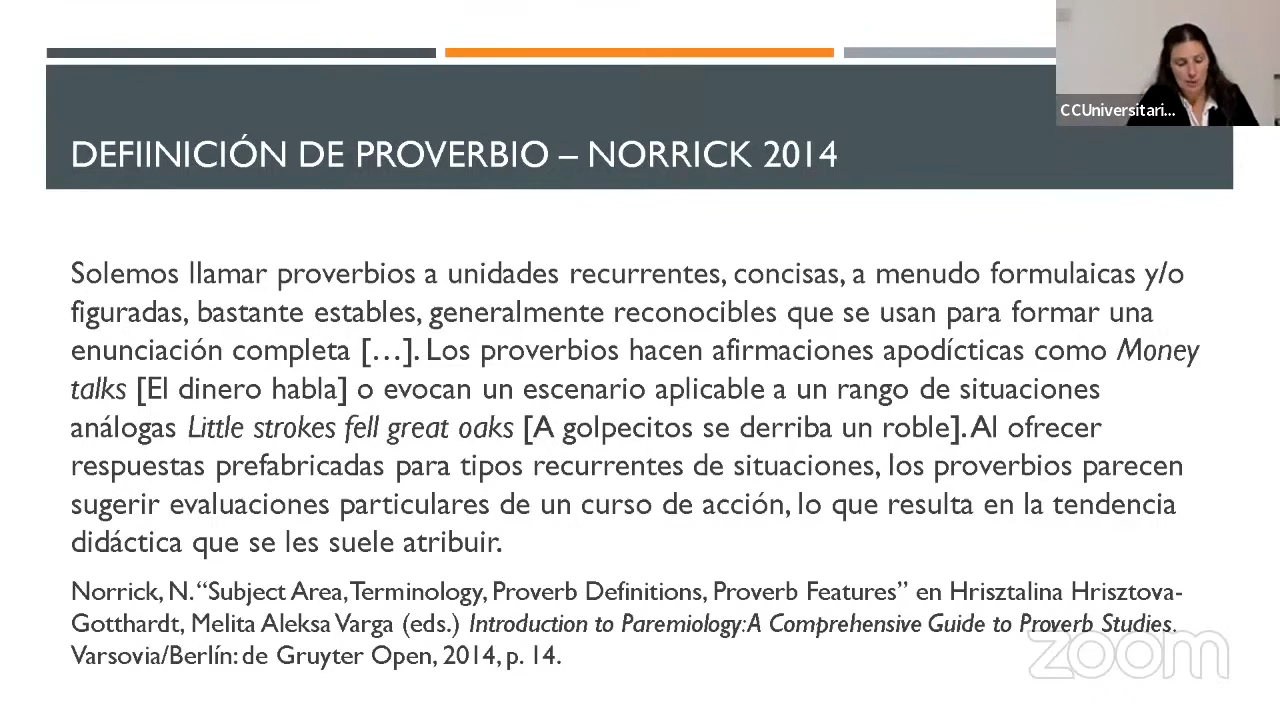 CCUniversitari...
DEFIINICIÓN DE PROVERBIO – NORRICK 2014
Solemos llamar proverbios a unidades recurrentes, concisas, a menudo formulaicas y/o
figuradas, bastante estables, generalmente reconocibles que se usan para formar una
enunciación completa […]. Los proverbios hacen afirmaciones apodícticas como Money
talks [El dinero habla] o evocan un escenario aplicable a un rango de situaciones
análogas Little strokes fell great oaks [A golpecitos se derriba un roble]. Al ofrecer
respuestas prefabricadas para tipos recurrentes de situaciones, los proverbios parecen
sugerir evaluaciones particulares de un curso de acción, lo que resulta en la tendencia
didáctica que se les suele atribuir.
Norrick, N. “Subject Area, Terminology, Proverb Definitions, Proverb Features” en Hrisztalina Hrisztova-
Gotthardt, Melita Aleksa Varga (eds.) Introduction to Paremiology: A Comprehensive Guide to Proverb Studies.
Varsovia/Berlín: de Gruyter Open, 2014, p. 14.
zoom